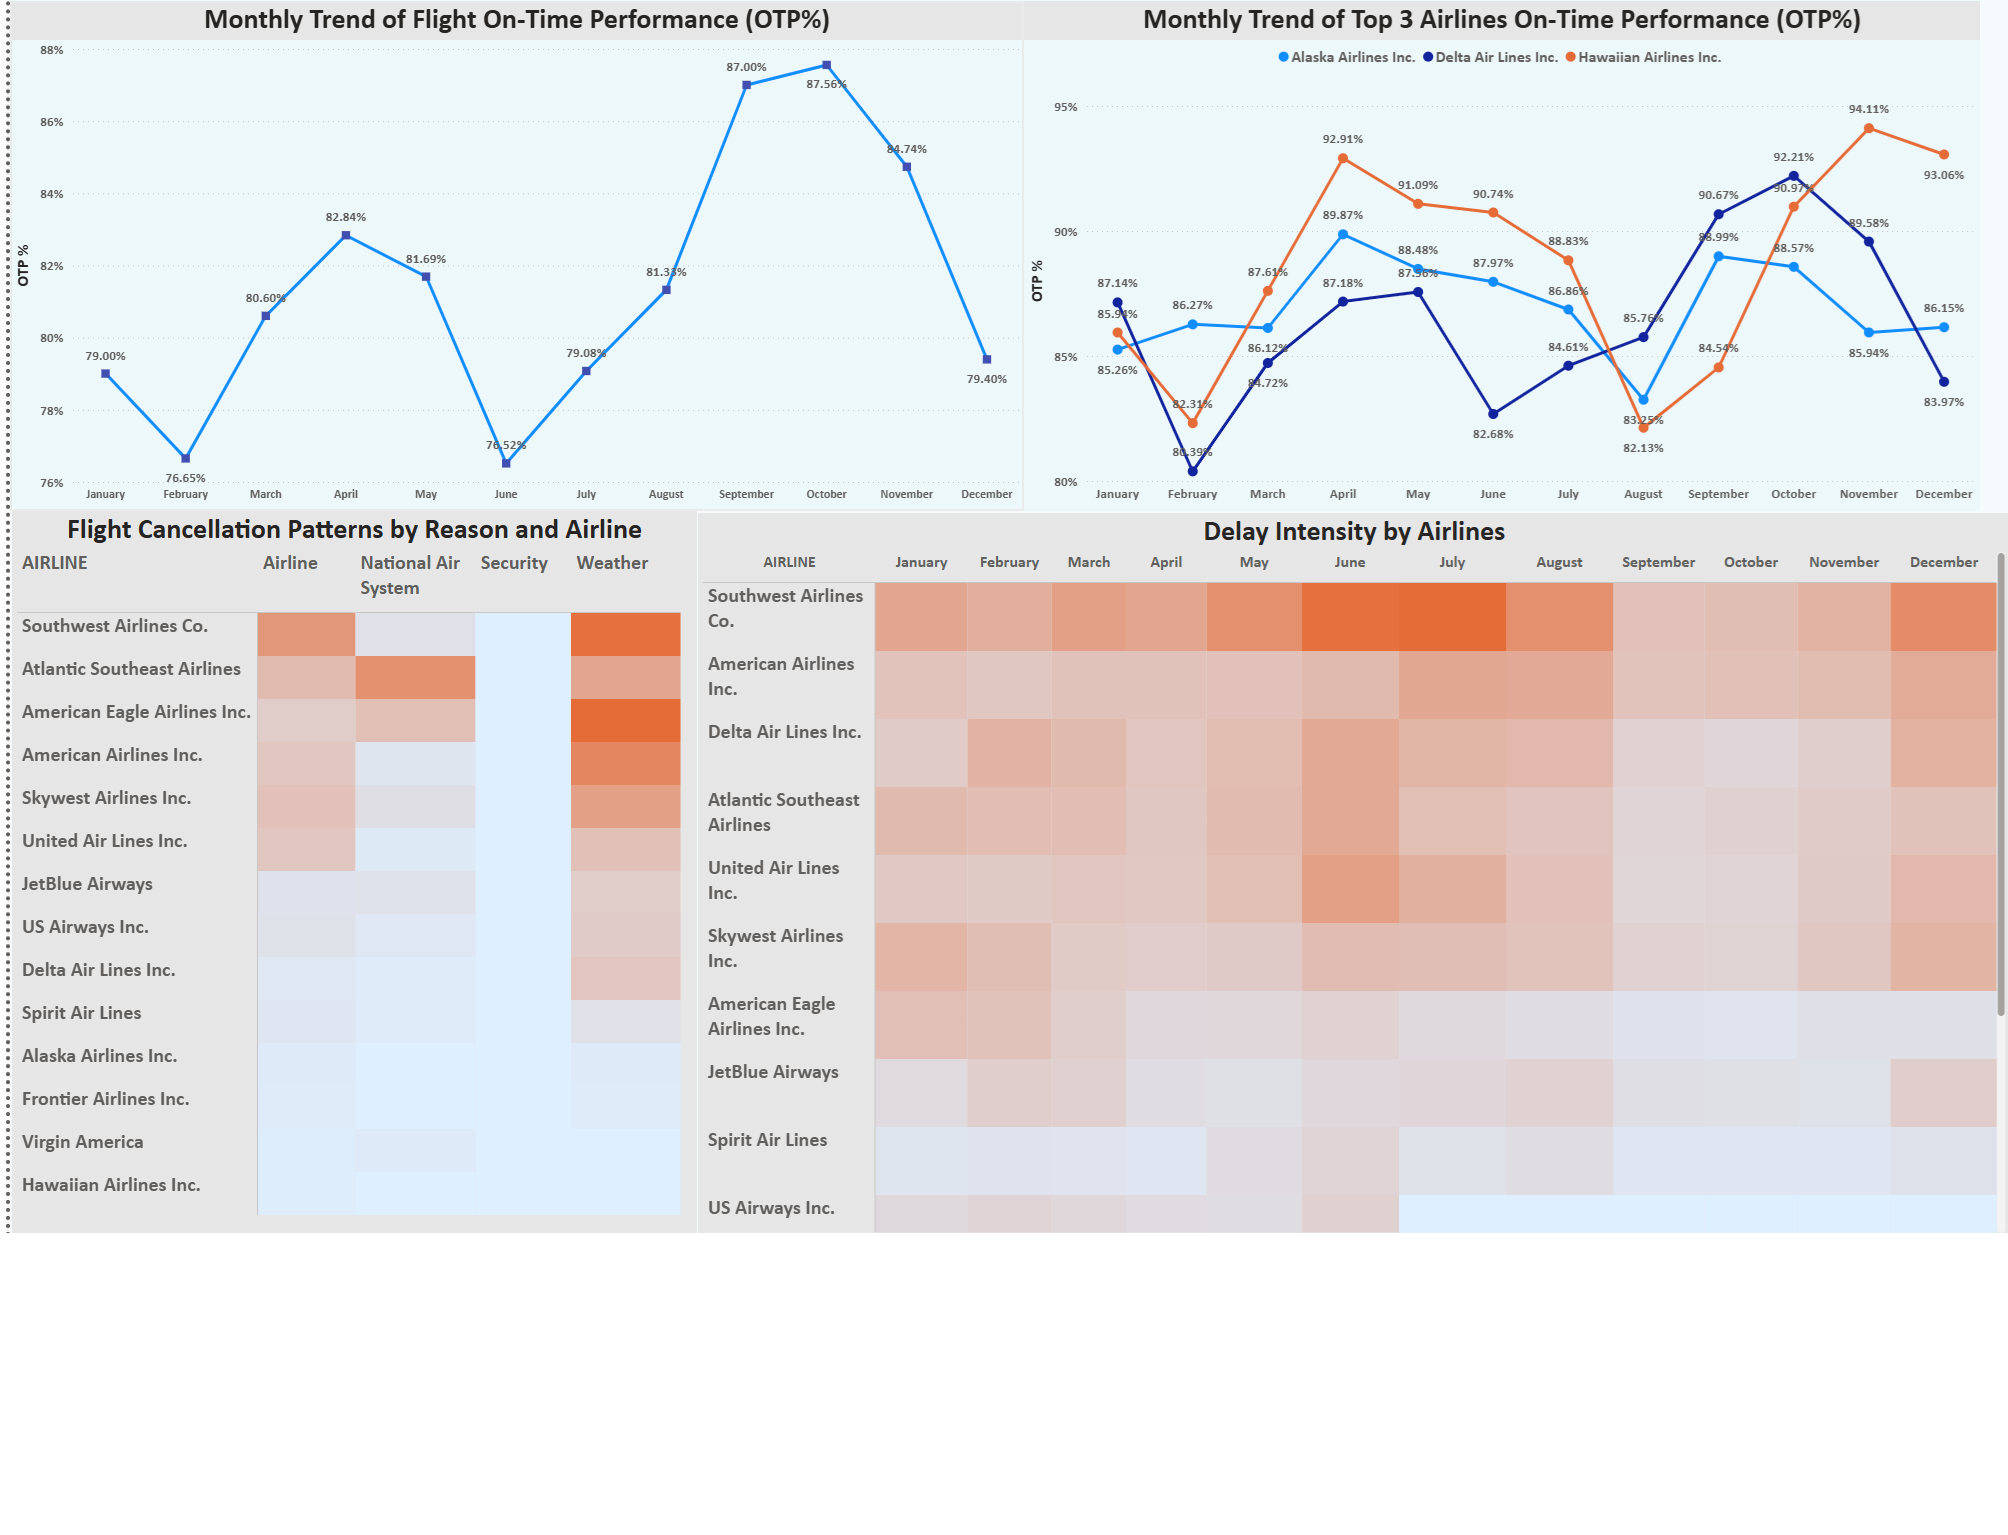 Monthly Trend of Flight On-Time Performance (OTP%)
88%
86%
84%
82%
80%
78%
76%
OTP %
79.00%
76.65%
80.60%
82.84%
81.69%
76.52%
79.08%
81.33%
87.00%
87.56%
84.74%
79.40%
January February March April May June July August September October November December
Monthly Trend of Top 3 Airlines On-Time Performance (OTP%)
Alaska Airlines Inc. Delta Air Lines Inc. Hawaiian Airlines Inc.
95%
90%
85%
80%
OTP %
87.14%
85.94%
85.26%
86.27%
82.31%
80.39%
87.61%
86.12%
84.72%
92.91%
89.87%
87.18%
91.09%
88.48%
87.56%
90.74%
87.97%
82.68%
88.83%
86.86%
84.61%
85.76%
83.25%
82.13%
90.67%
88.99%
84.54%
92.21%
90.97%
88.57%
94.11%
89.58%
85.94%
93.06%
86.15%
83.97%
January February March April May June July August September October November December
Flight Cancellation Patterns by Reason and Airline
AIRLINE Airline National Air Security Weather
System
Southwest Airlines Co.
Atlantic Southeast Airlines
American Eagle Airlines Inc.
American Airlines Inc.
Skywest Airlines Inc.
United Air Lines Inc.
JetBlue Airways
US Airways Inc.
Delta Air Lines Inc.
Spirit Air Lines
Alaska Airlines Inc.
Frontier Airlines Inc.
Virgin America
Hawaiian Airlines Inc.
Delay Intensity by Airlines
AIRLINE January February March April May June July August September October November December
Southwest Airlines
Co.
American Airlines
Inc.
Delta Air Lines Inc.
Atlantic Southeast
Airlines
United Air Lines
Inc.
Skywest Airlines
Inc.
American Eagle
Airlines Inc.
JetBlue Airways
Spirit Air Lines
US Airways Inc.